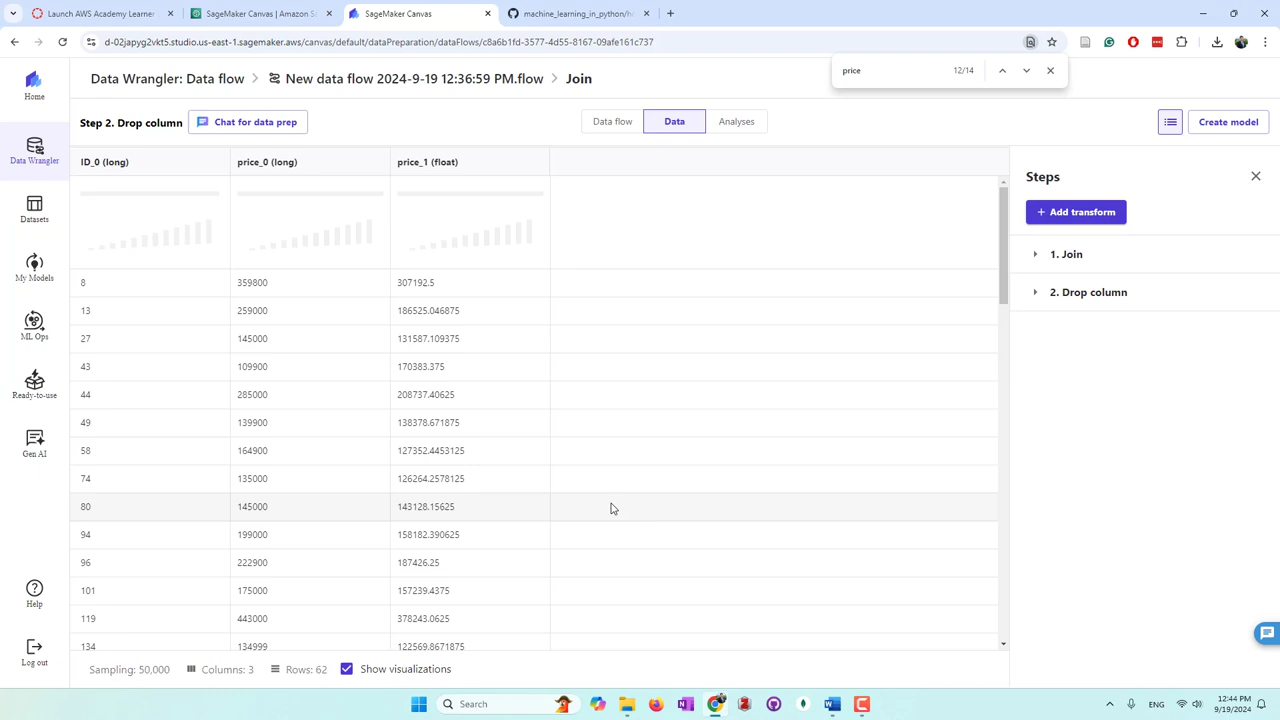 Launch AWS Academy Learner
SageMaker Canvas | Amazon S
SageMaker Canvas
machine_learning_in_python/h
d-02japyg2vkt5.studio.us-east-1.sagemaker.aws/canvas/default/dataPreparation/dataFlows/c8a6b1fd-3577-4d55-8167-09afe161c737
price
12/14
Home
Data Wrangler: Data flow
New data flow 2024-9-19 12:36:59 PM.flow
Join
Step 2. Drop column
Chat for data prep
Data flow
Data
Analyses
Create model
Data Wrangler
Datasets
My Models
ML Ops
Ready-to-use
Gen AI
Help
Log out
ID_0 (long) price_0 (long) price_1 (float)
8 359800 307192.5
13 259000 186525.046875
27 145000 131587.109375
43 109900 170383.375
44 285000 208737.40625
49 139900 138378.671875
58 164900 127352.4453125
74 135000 126264.2578125
80 145000 143128.15625
94 199000 158182.390625
96 222900 187426.25
101 175000 157239.4375
119 443000 378243.0625
134 134999 122569.8671875
Steps
+ Add transform
1. Join
2. Drop column
Sampling: 50,000
Columns: 3
Rows: 62
Show visualizations
Search
ENG
12:44 PM
9/19/2024